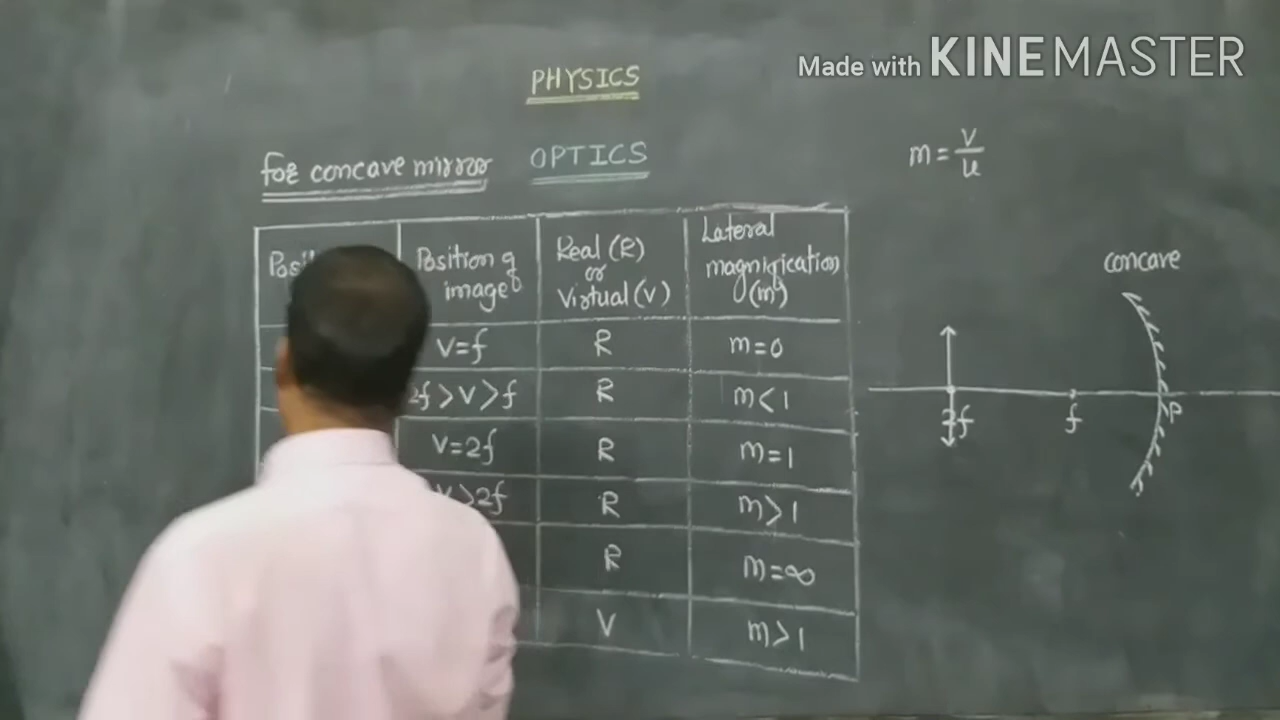 Made with KINEMASTER
PHYSICS
OPTICS
for concave mirror
m = v/u
Position of image
Real (R) or Virtual (V)
Lateral magnification (m)
v=f R m=0
2f>v>f R m<1
v=2f R m=1
v>2f R m>1
R m=∞
V m>1
concave
2f f P